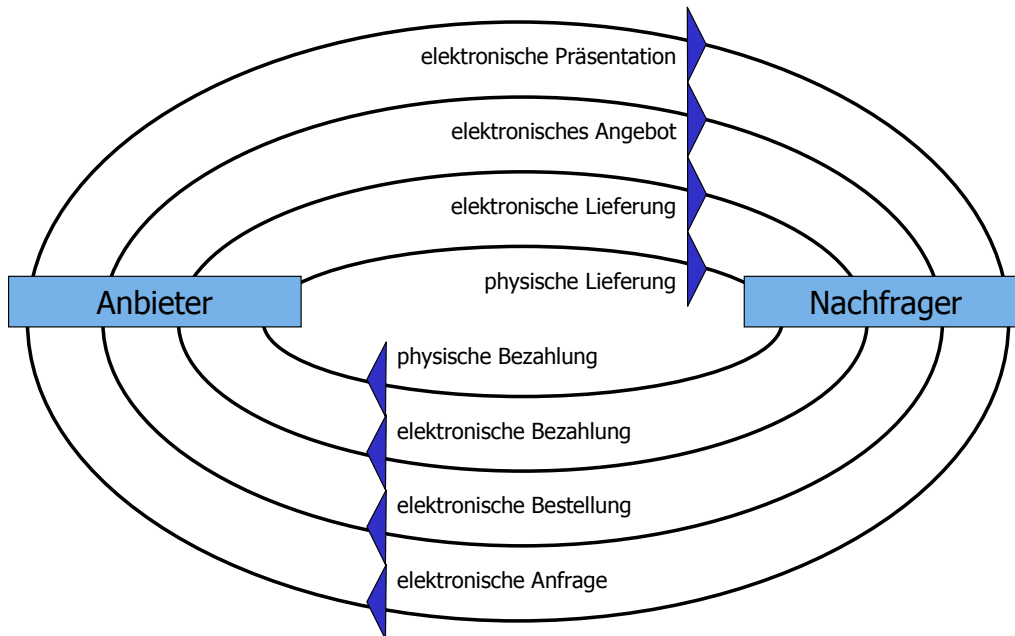 elektronische Präsentation
elektronisches Angebot
elektronische Lieferung
physische Lieferung
Anbieter
Nachfrager
physische Bezahlung
elektronische Bezahlung
elektronische Bestellung
elektronische Anfrage